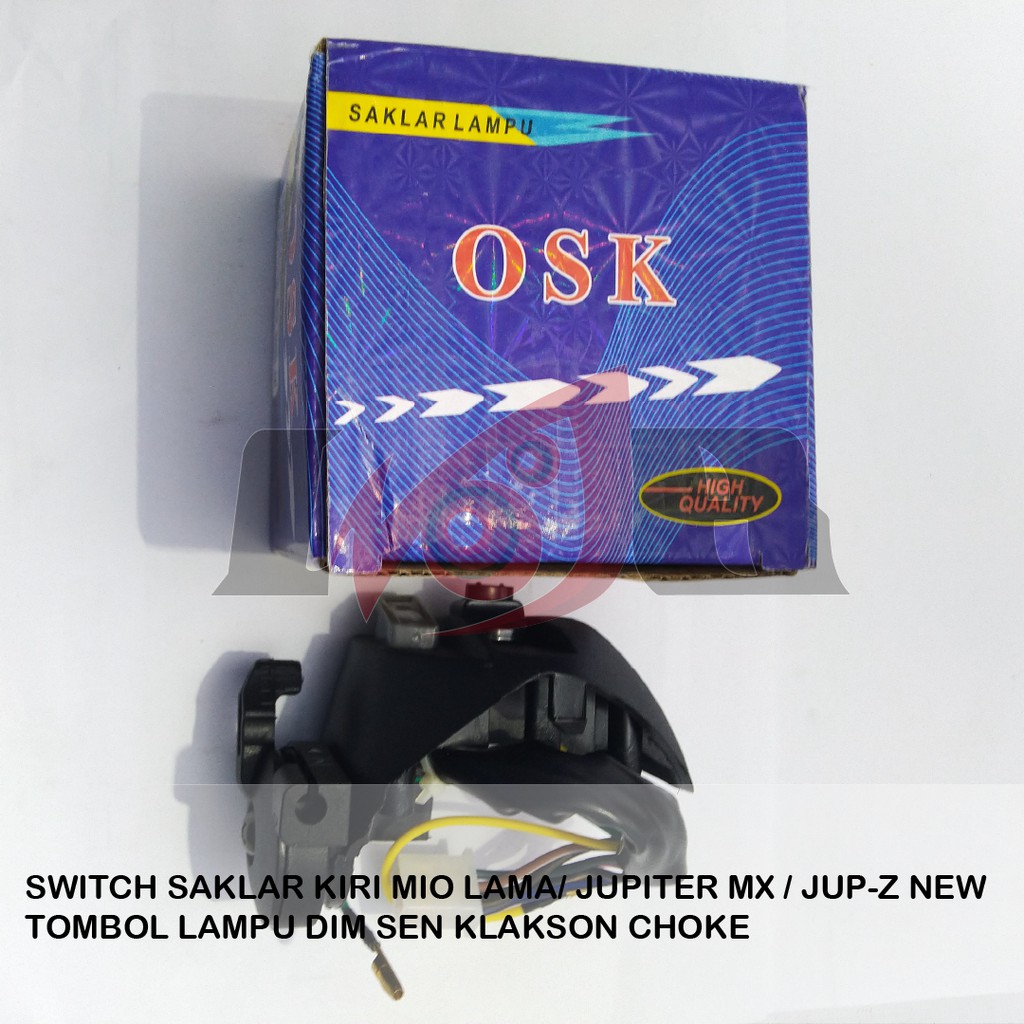 SAKLAR LAMPU
OSK
HIGH
QUALITY
SWITCH SAKLAR KIRI MIO LAMA/ JUPITER MX / JUP-Z NEW
TOMBOL LAMPU DIM SEN KLAKSON CHOKE